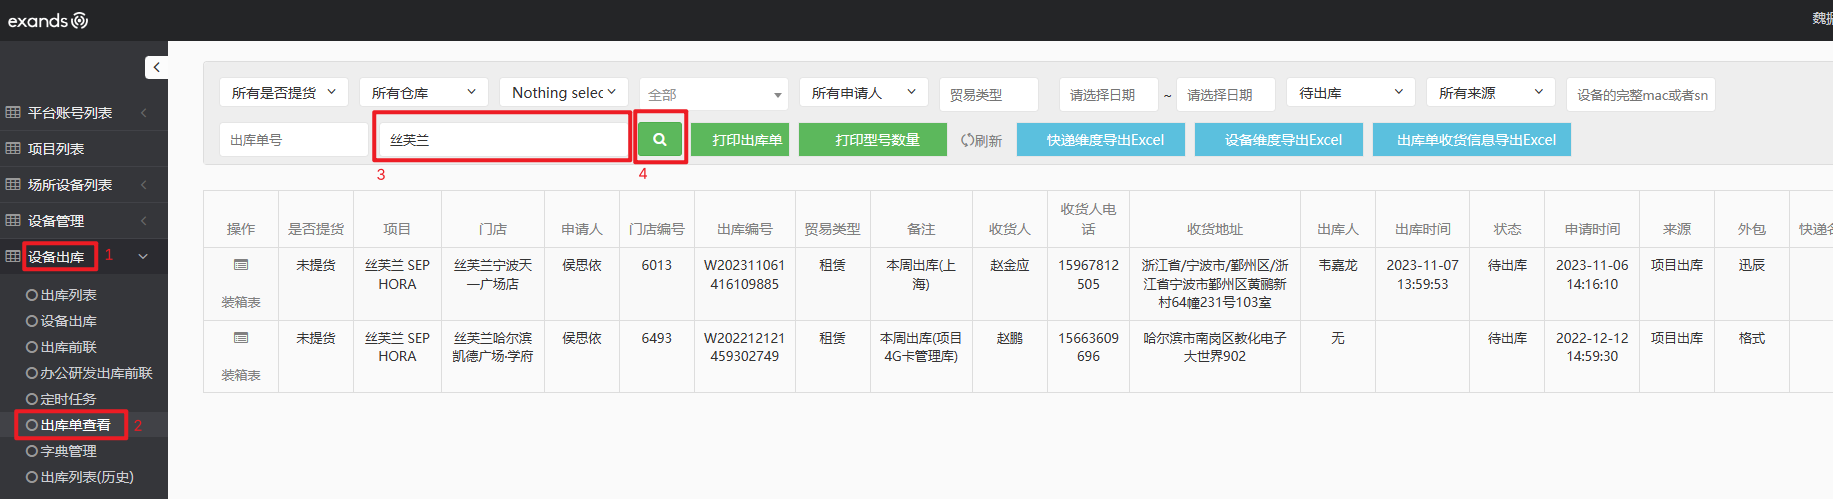 exands
魏振
平台账号列表
项目列表
场所设备列表
设备管理
设备出库 1
出库列表
设备出库
出库前联
办公研发出库前联
定时任务
出库单查看 2
字典管理
出库列表(历史)
所有是否提货 所有仓库 Nothing selec 全部 所有申请人 贸易类型 请选择日期 ~ 请选择日期 待出库 所有来源 设备的完整mac或者sn
出库单号 丝芙兰 打印出库单 打印型号数量 刷新 快递维度导出Excel 设备维度导出Excel 出库单收货信息导出Excel
3 4
操作 是否提货 项目 门店 申请人 门店编号 出库编号 贸易类型 备注 收货人 收货人电话 收货地址 出库人 出库时间 状态 申请时间 来源 外包 快递
装箱表 未提货 丝芙兰 SEPHORA 丝芙兰宁波天一广场店 侯思依 6013 W202311061416109885 租赁 本周出库(上海) 赵金应 15967812505 浙江省/宁波市/鄞州区/浙江省宁波市鄞州区黄鹂新村64幢231号103室 韦嘉龙 2023-11-07 13:59:53 待出库 2023-11-06 14:16:10 项目出库 迅辰
装箱表 未提货 丝芙兰 SEPHORA 丝芙兰哈尔滨凯德广场·学府 侯思依 6493 W202212121459302749 租赁 本周出库(项目4G卡管理库) 赵鹏 15663609696 哈尔滨市南岗区教化电子大世界902 无 待出库 2022-12-12 14:59:30 项目出库 格式